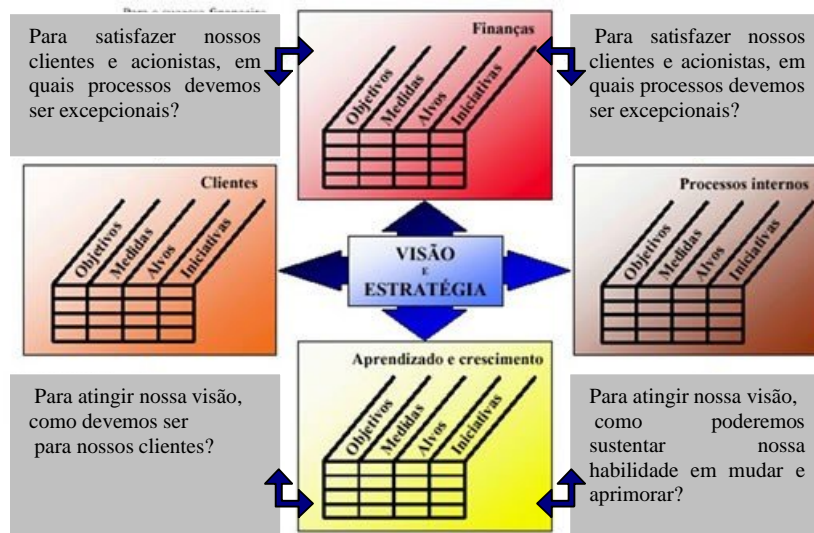 Para satisfazer nossos
clientes e acionistas, em
quais processos devemos
ser excepcionais?
Finanças
Objetivos
Medidas
Alvos
Iniciativas
Para satisfazer nossos
clientes e acionistas, em
quais processos devemos
ser excepcionais?
Clientes
Objetivos
Medidas
Alvos
Iniciativas
VISÃO
E
ESTRATÉGIA
Processos internos
Objetivos
Medidas
Alvos
Iniciativas
Para atingir nossa visão,
como devemos ser
para nossos clientes?
Aprendizado e crescimento
Objetivos
Medidas
Alvos
Iniciativas
Para atingir nossa visão,
como poderemos
sustentar nossa
habilidade em mudar e
aprimorar?